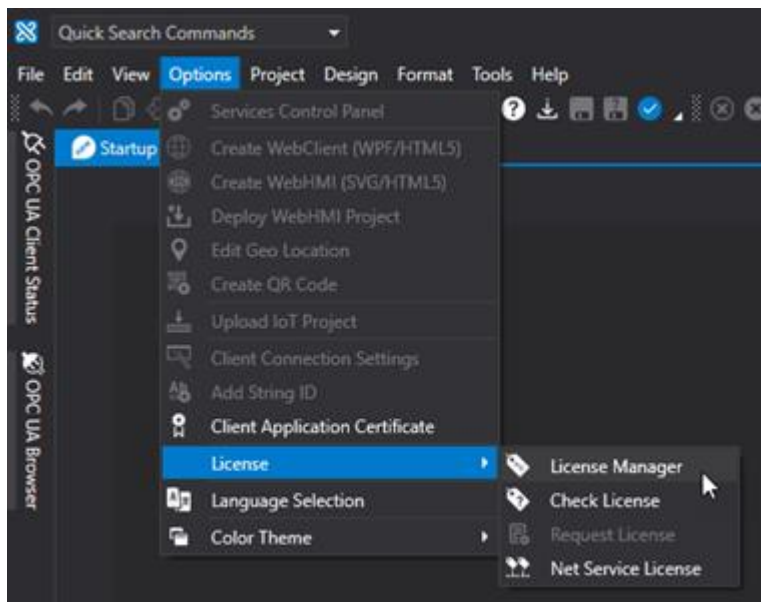 Quick Search Commands
File Edit View Options Project Design Format Tools Help
Services Control Panel
Startup
Create WebClient (WPF/HTML5)
Create WebHMI (SVG/HTML5)
Deploy WebHMI Project
Edit Geo Location
Create QR Code
Upload IoT Project
Client Connection Settings
Add String ID
Client Application Certificate
License
Language Selection
Color Theme
License Manager
Check License
Request License
Net Service License
OPC UA Client Status
OPC UA Browser